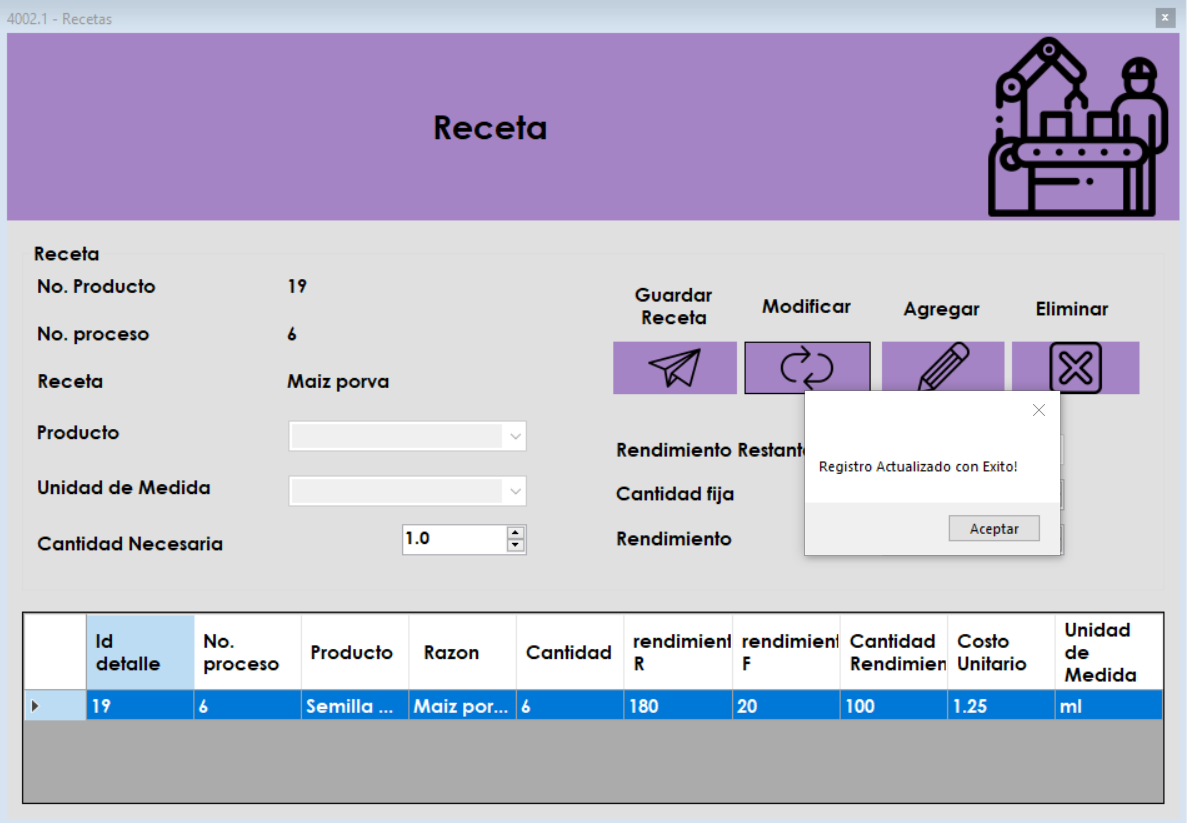 4002.1 - Recetas
Receta
Receta
No. Producto 19
No. proceso 6
Receta Maiz porva
Producto
Unidad de Medida
Cantidad Necesaria 1.0
Guardar
Receta
Modificar
Agregar
Eliminar
Rendimiento Restant
Cantidad fija
Rendimiento
Registro Actualizado con Exito!
Aceptar
Id
detalle
No.
proceso
Producto
Razon
Cantidad
rendimient
R
rendimient
F
Cantidad
Rendimien
Costo
Unitario
Unidad
de
Medida
19 6 Semilla ... Maiz por... 6 180 20 100 1.25 ml